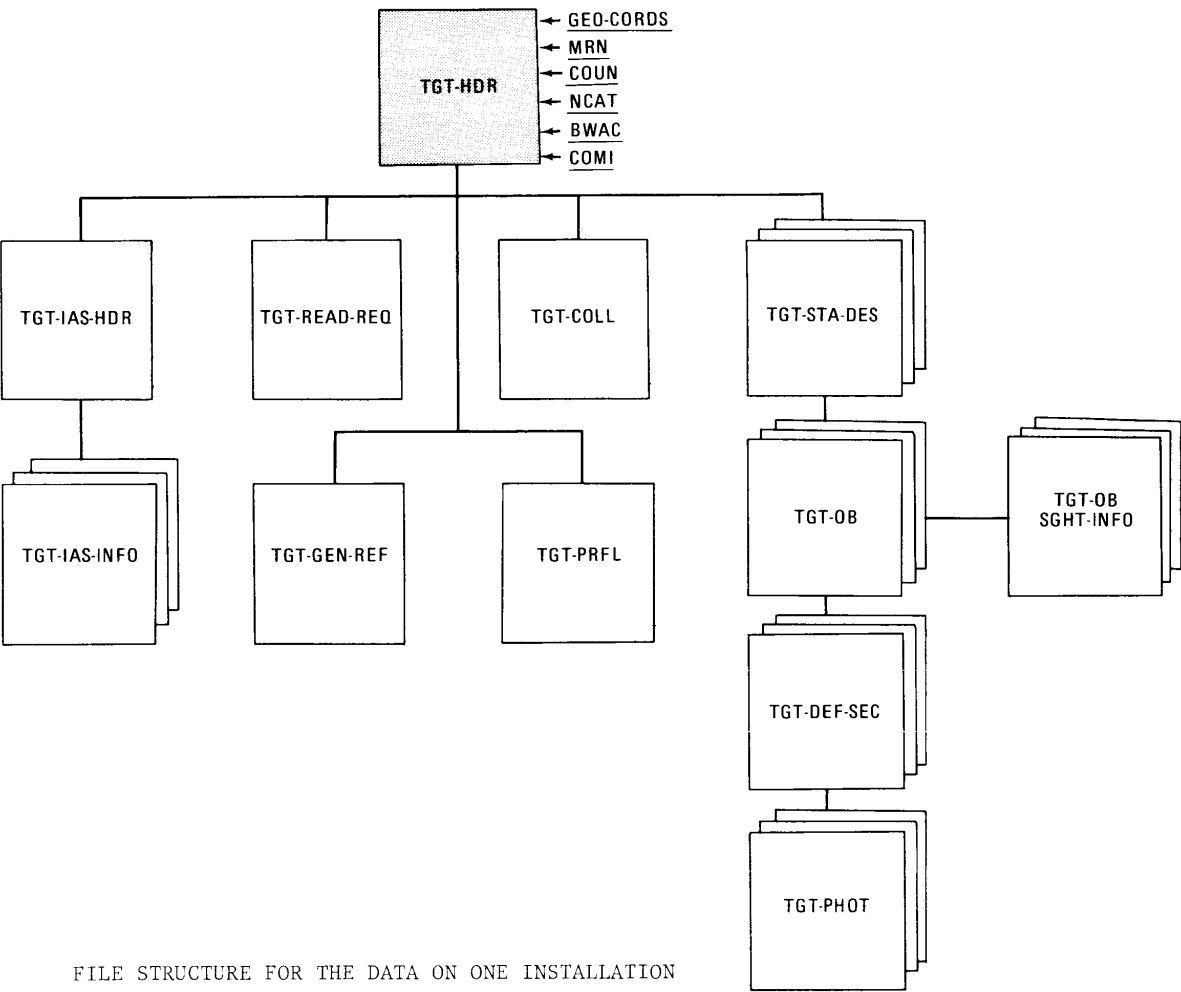 TGT-HDR
GEO-CORDS
MRN
COUN
NCAT
BWAC
COMI
TGT-IAS-HDR
TGT-READ-REQ
TGT-COLL
TGT-STA-DES
TGT-IAS-INFO
TGT-GEN-REF
TGT-PRFL
TGT-OB
TGT-OB
SGHT-INFO
TGT-DEF-SEC
TGT-PHOT
FILE STRUCTURE FOR THE DATA ON ONE INSTALLATION